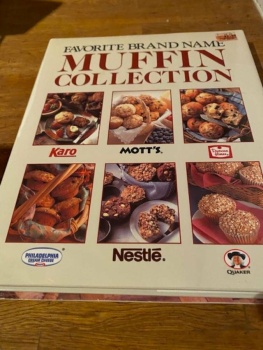 FAVORITE BRAND NAME
MUFFIN
COLLECTION
Karo
MOTT'S.
PHILADELPHIA
Nestlé.
QUAKER